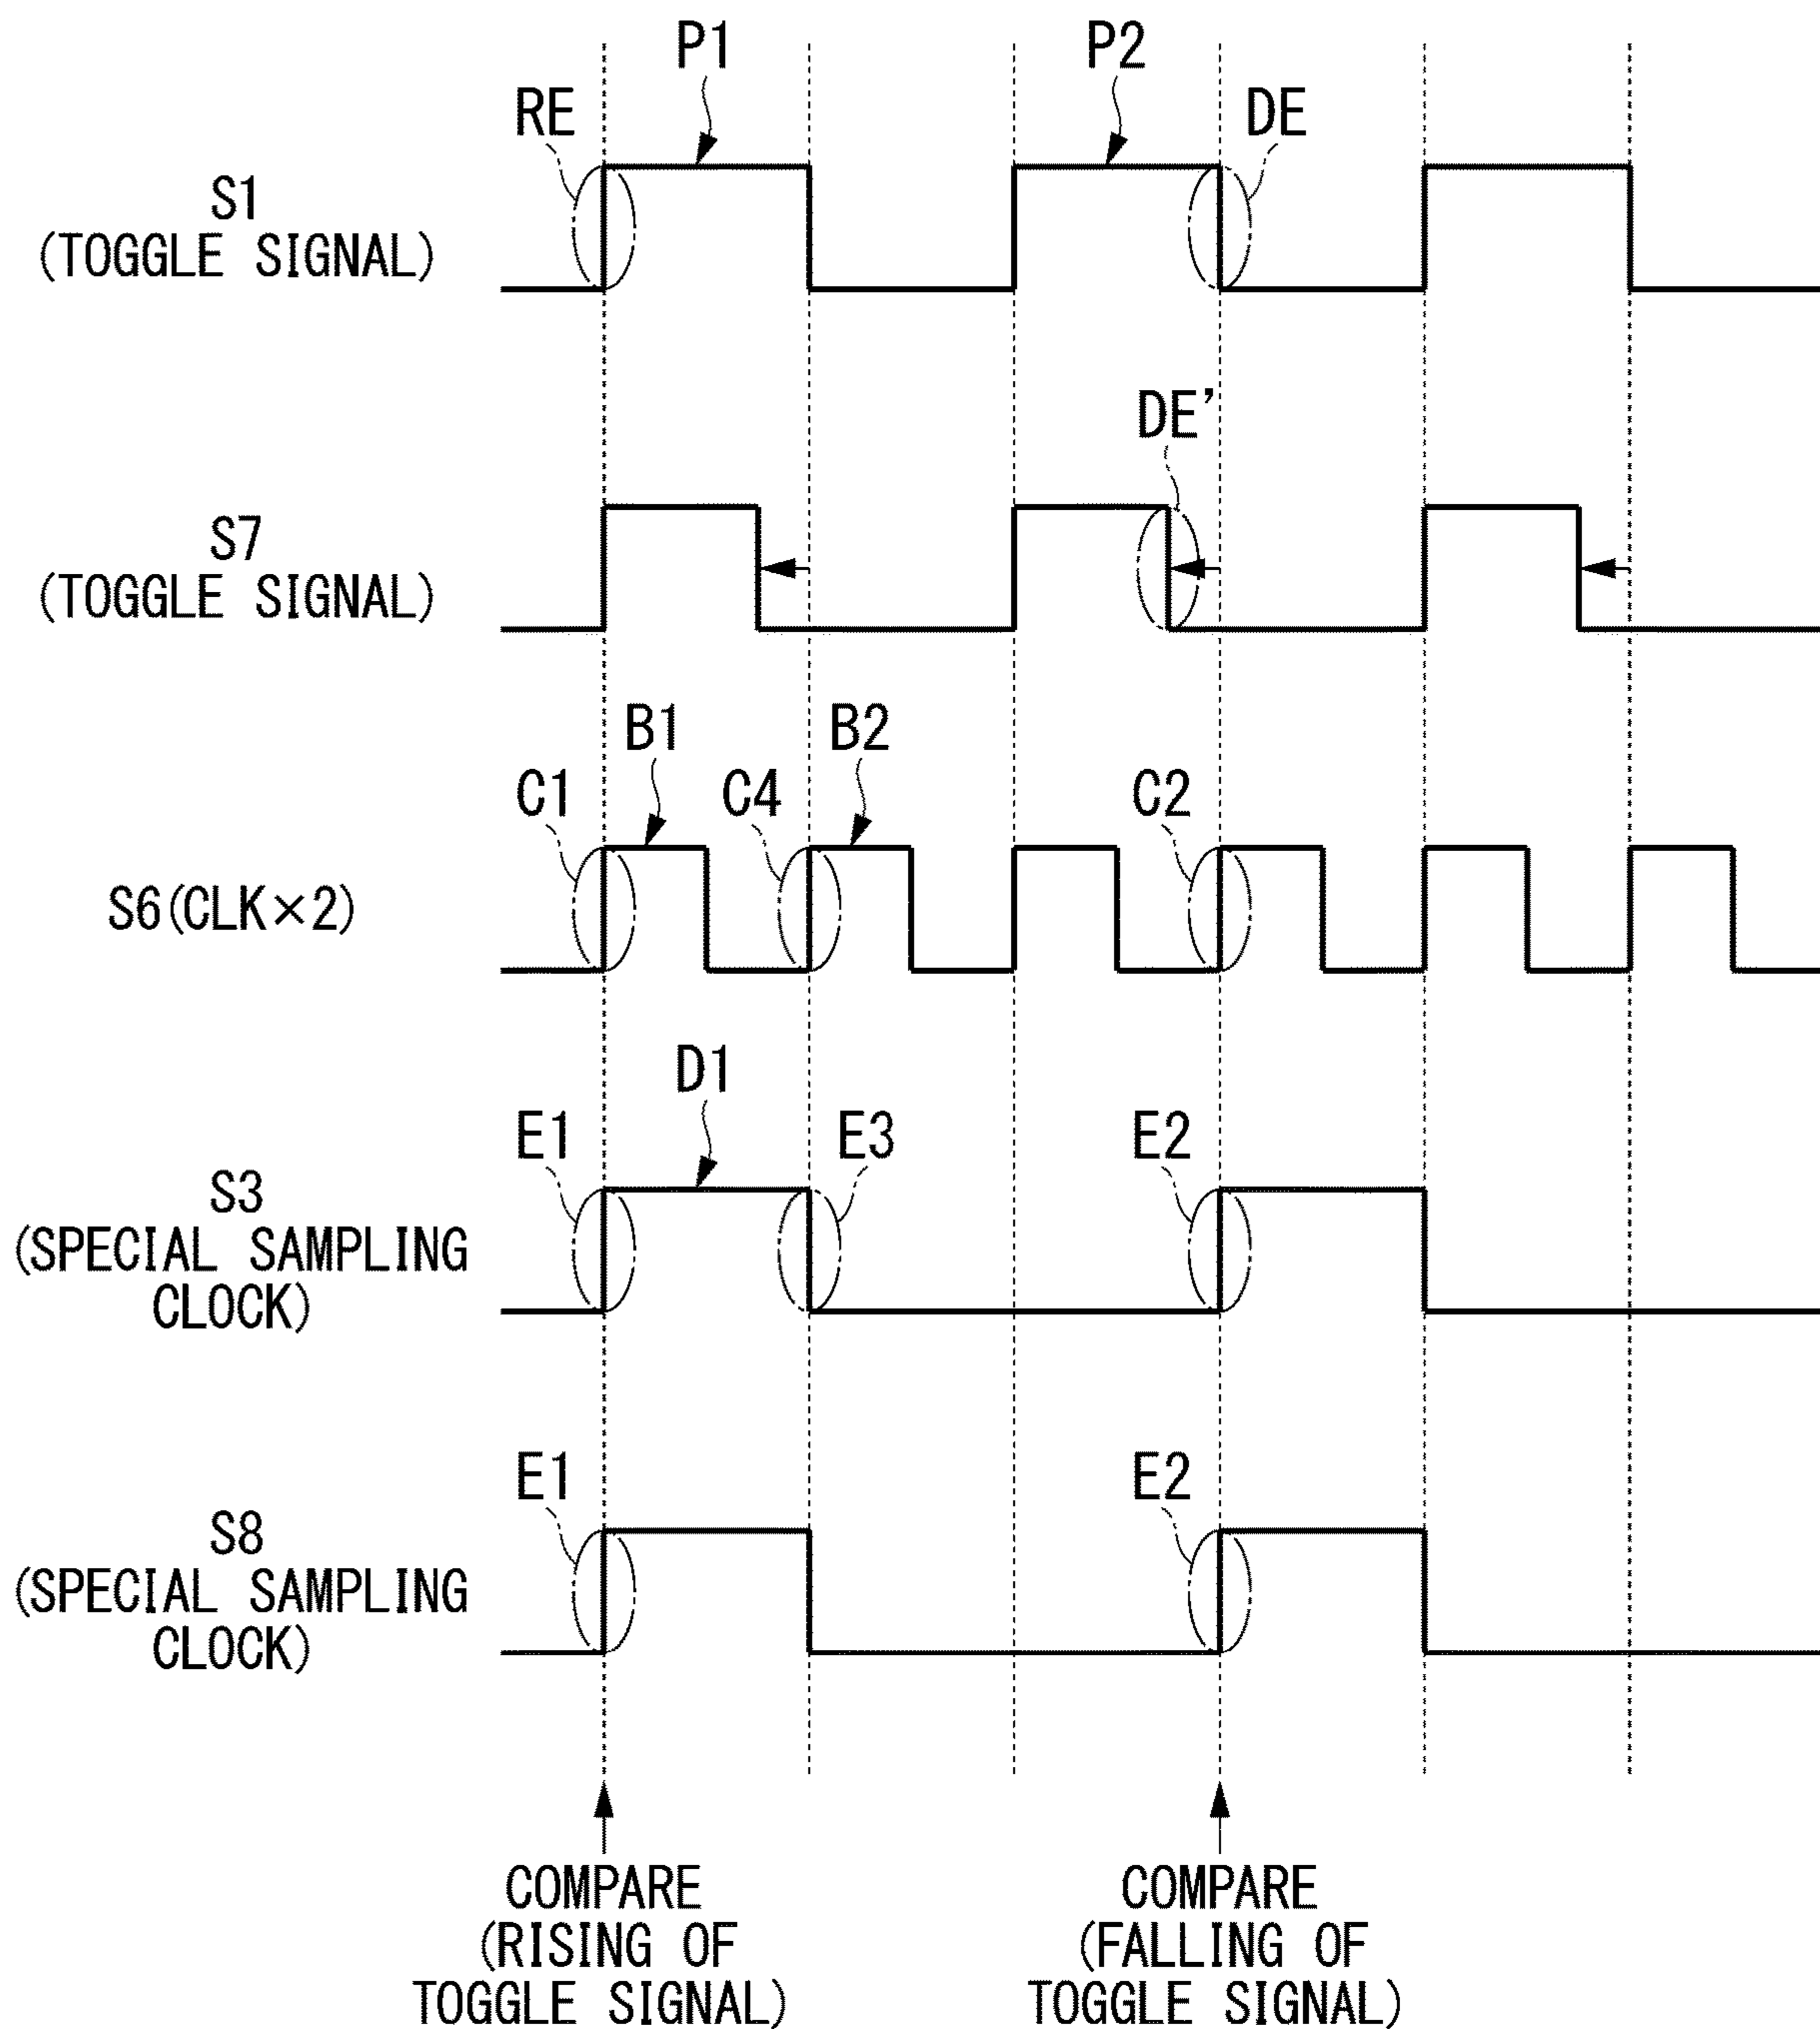 P1
P2
RE
DE
S1
(TOGGLE SIGNAL)
DE'
S7
(TOGGLE SIGNAL)
B1
B2
C1
C4
C2
S6(CLK×2)
D1
E1
E3
E2
S3
(SPECIAL SAMPLING
CLOCK)
E1
E2
S8
(SPECIAL SAMPLING
CLOCK)
COMPARE
(RISING OF
TOGGLE SIGNAL)
COMPARE
(FALLING OF
TOGGLE SIGNAL)